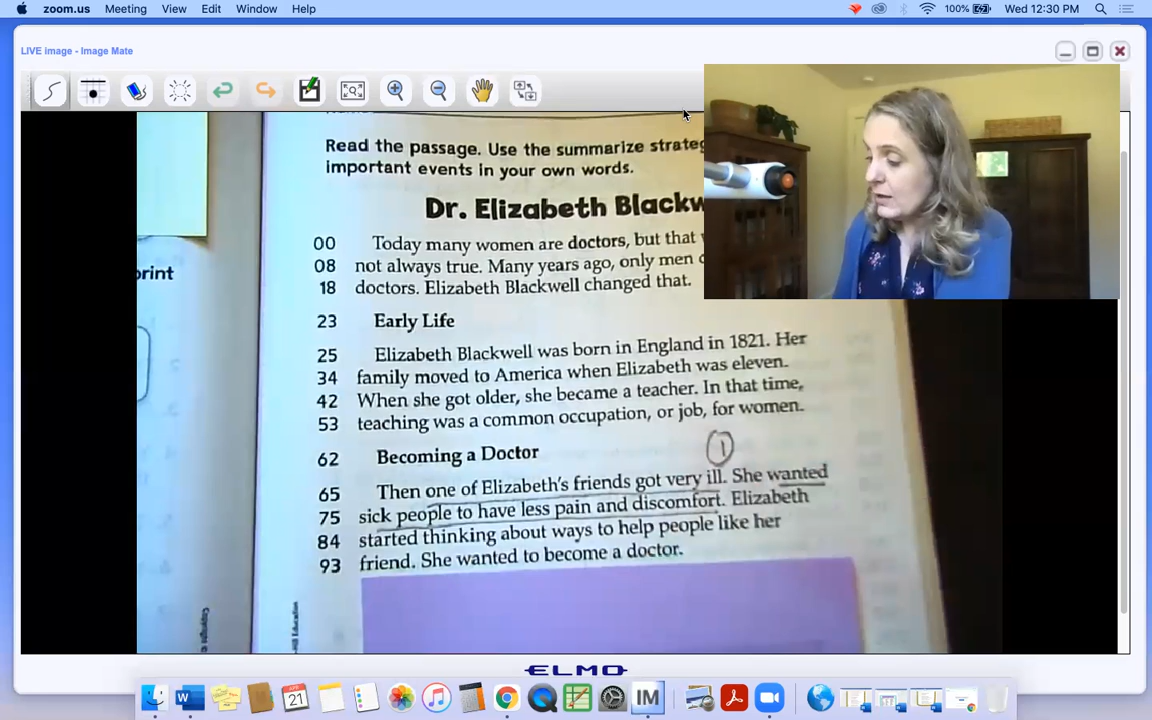 zoom.us Meeting View Edit Window Help 100% Wed 12:30 PM
LIVE image - Image Mate
Read the passage. Use the summarize strate
important events in your own words.
Dr. Elizabeth Blackw
00 Today many women are doctors, but that
08 not always true. Many years ago, only men
18 doctors. Elizabeth Blackwell changed that.
23 Early Life
25 Elizabeth Blackwell was born in England in 1821. Her
34 family moved to America when Elizabeth was eleven.
42 When she got older, she became a teacher. In that time,
53 teaching was a common occupation, or job, for women.
62 Becoming a Doctor
1
65 Then one of Elizabeth's friends got very ill. She wanted
75 sick people to have less pain and discomfort. Elizabeth
84 started thinking about ways to help people like her
93 friend. She wanted to become a doctor.
print
Copyright ©
Hill Education
ELMO
APR
21
IM